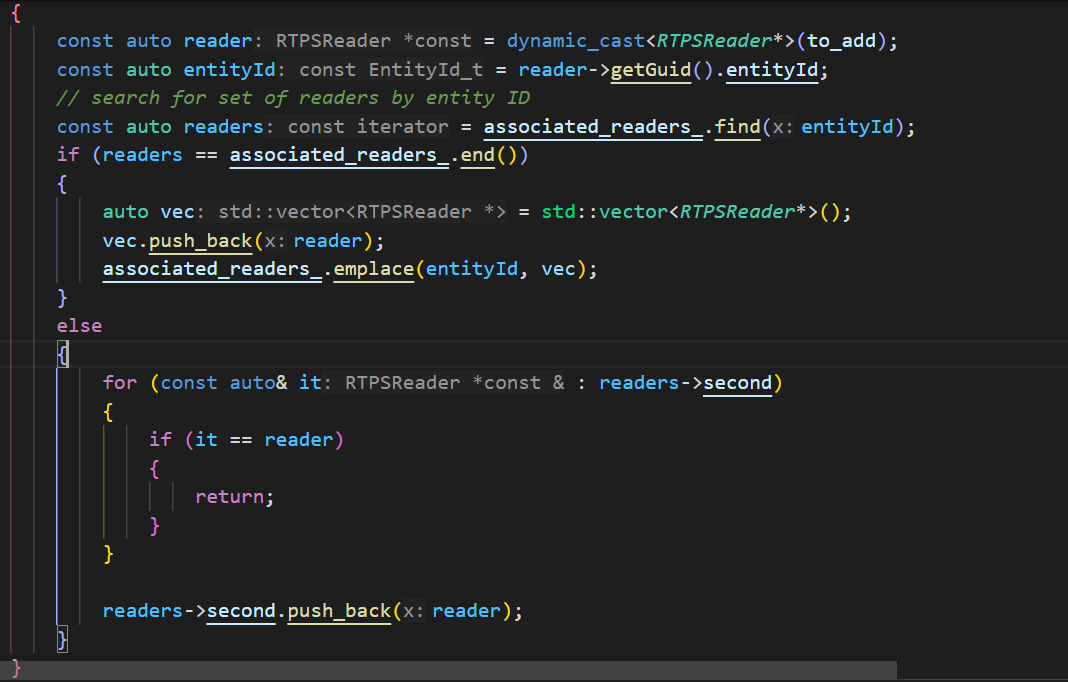 {
const auto reader: RTPSReader *const = dynamic_cast<RTPSReader*>(to_add);
const auto entityId: const EntityId_t = reader->getGuid().entityId;
// search for set of readers by entity ID
const auto readers: const iterator = associated_readers_.find(x: entityId);
if (readers == associated_readers_.end())
{
auto vec: std::vector<RTPSReader *> = std::vector<RTPSReader*>();
vec.push_back(x: reader);
associated_readers_.emplace(entityId, vec);
}
else
{
for (const auto& it: RTPSReader *const & : readers->second)
{
if (it == reader)
{
return;
}
}
readers->second.push_back(x: reader);
}
}